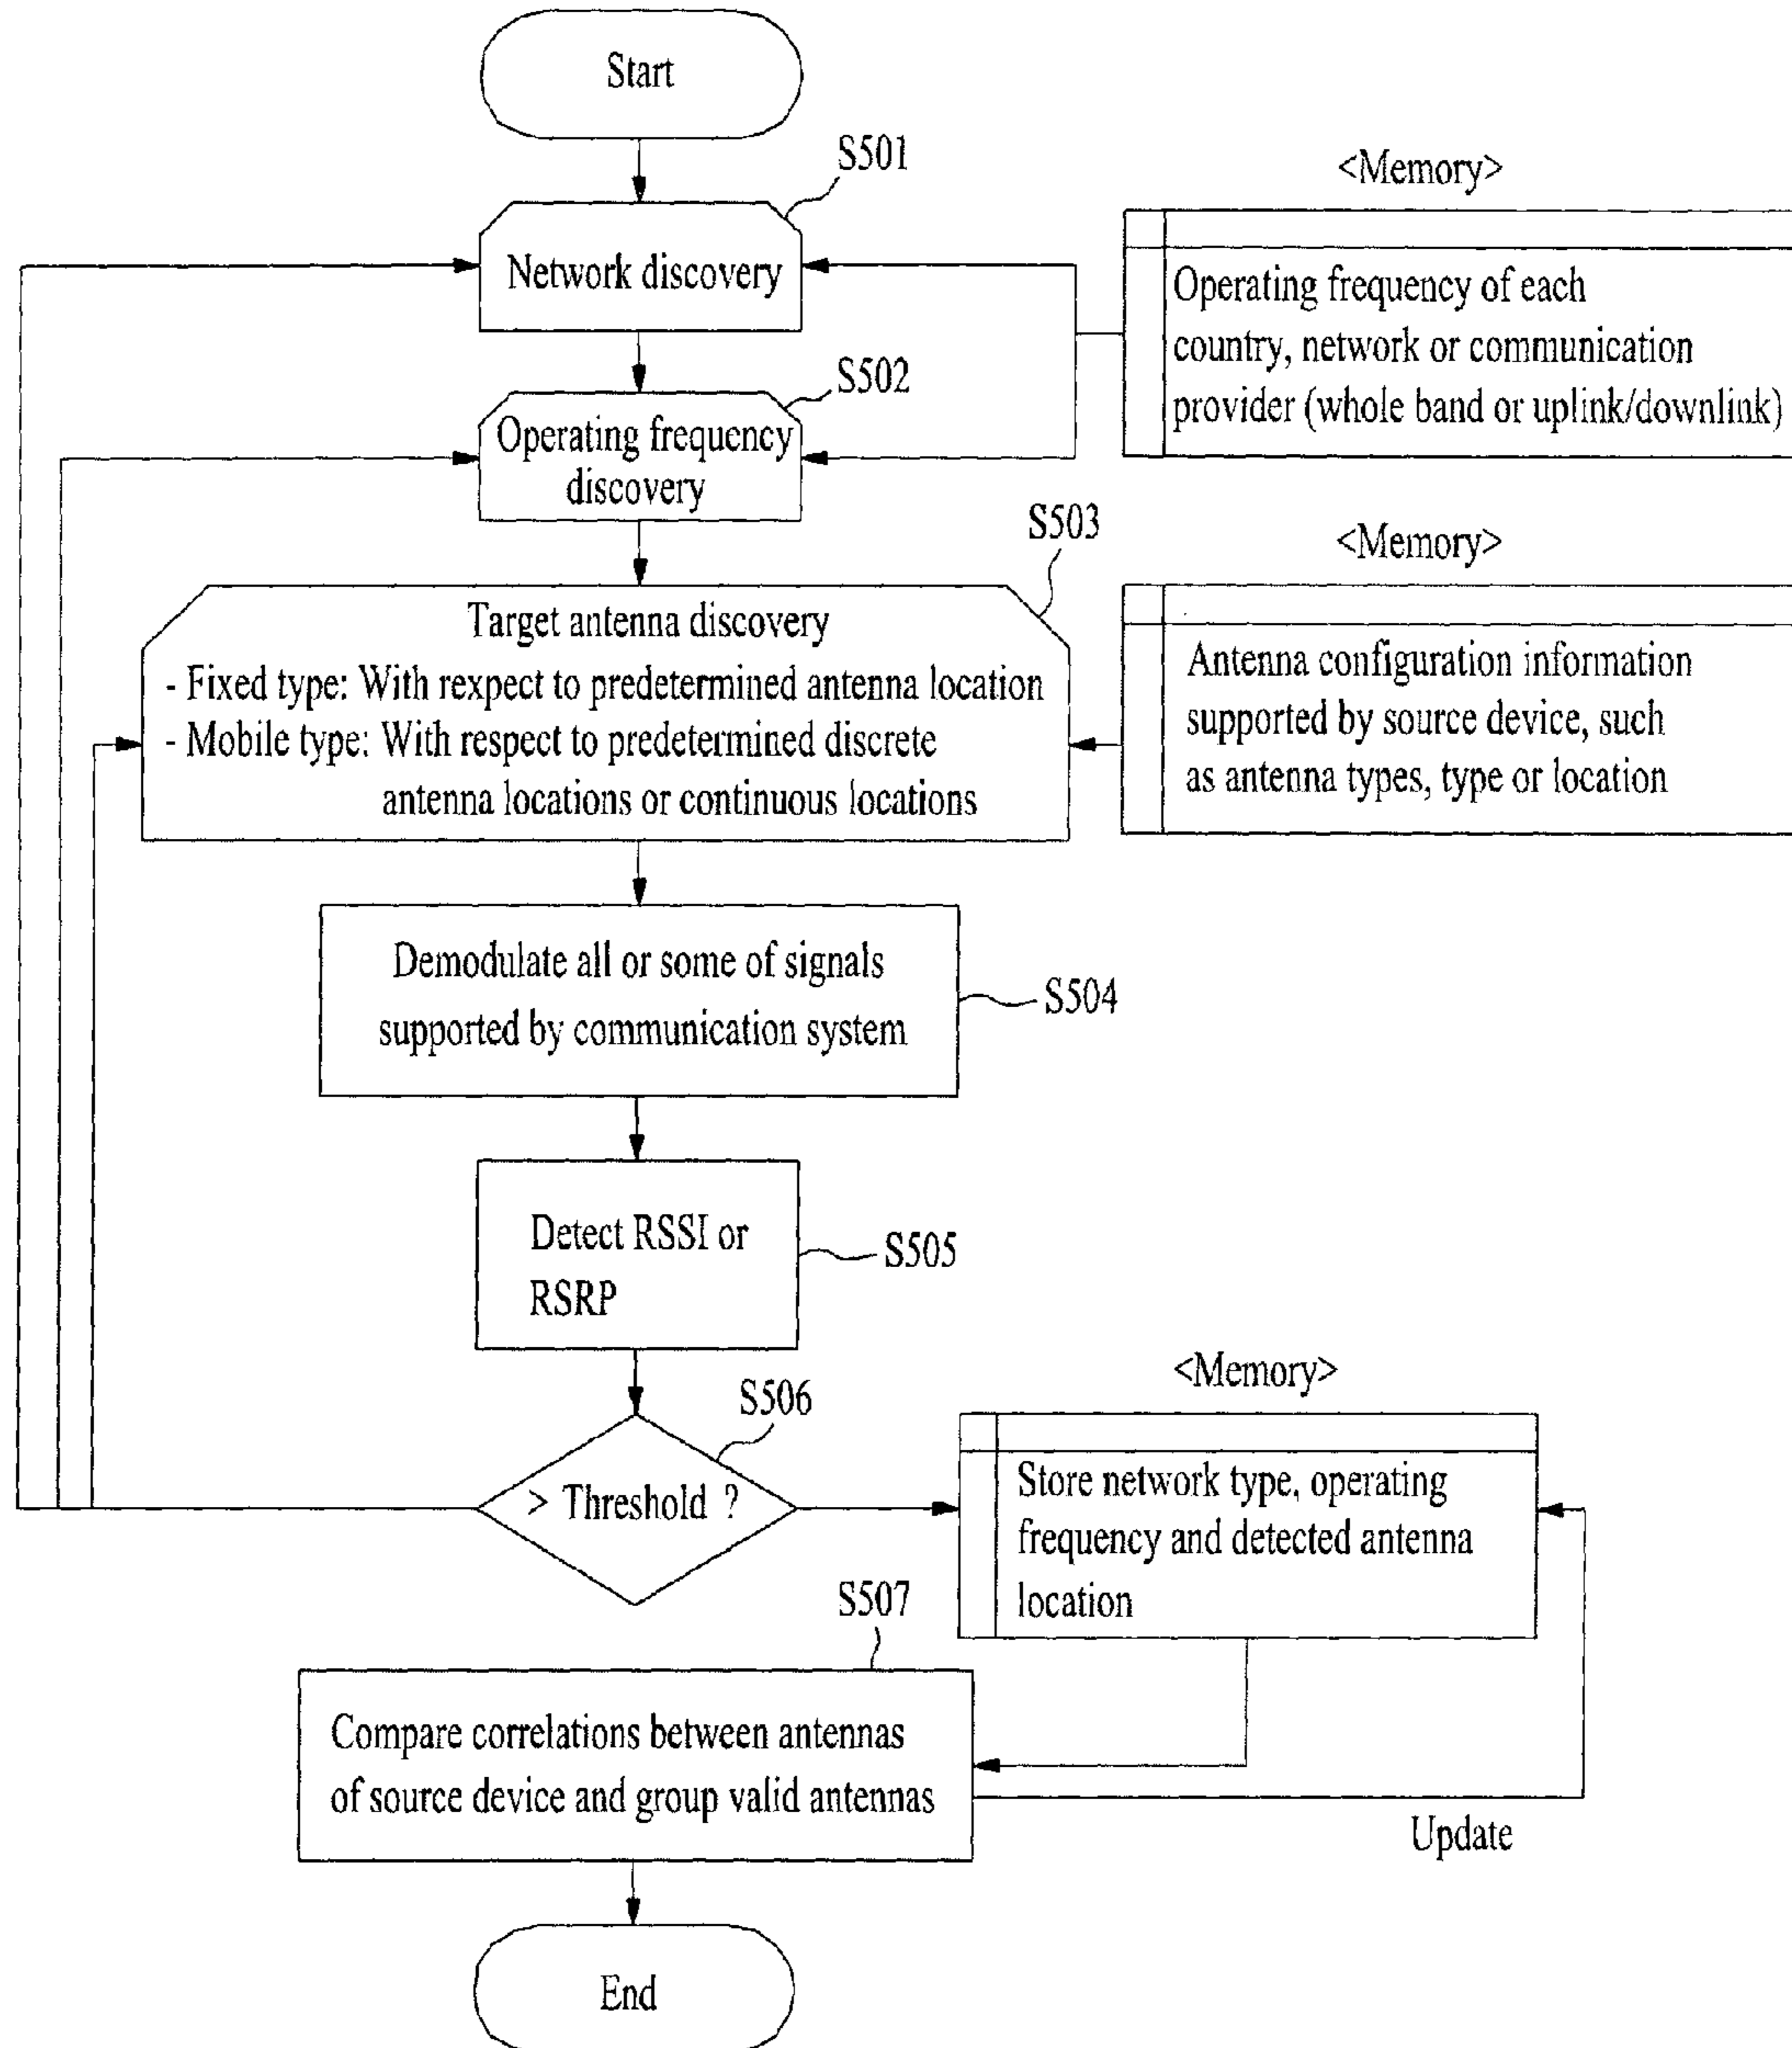 Start
S501
<Memory>
Network discovery
Operating frequency of each
country, network or communication
provider (whole band or uplink/downlink)
S502
Operating frequency
discovery
S503
<Memory>
Target antenna discovery
- Fixed type: With rexpect to predetermined antenna location
- Mobile type: With respect to predetermined discrete
antenna locations or continuous locations
Antenna configuration information
supported by source device, such
as antenna types, type or location
Demodulate all or some of signals
supported by communication system
S504
Detect RSSI or
RSRP
S505
<Memory>
S506
> Threshold ?
Store network type, operating
frequency and detected antenna
location
S507
Compare correlations between antennas
of source device and group valid antennas
Update
End